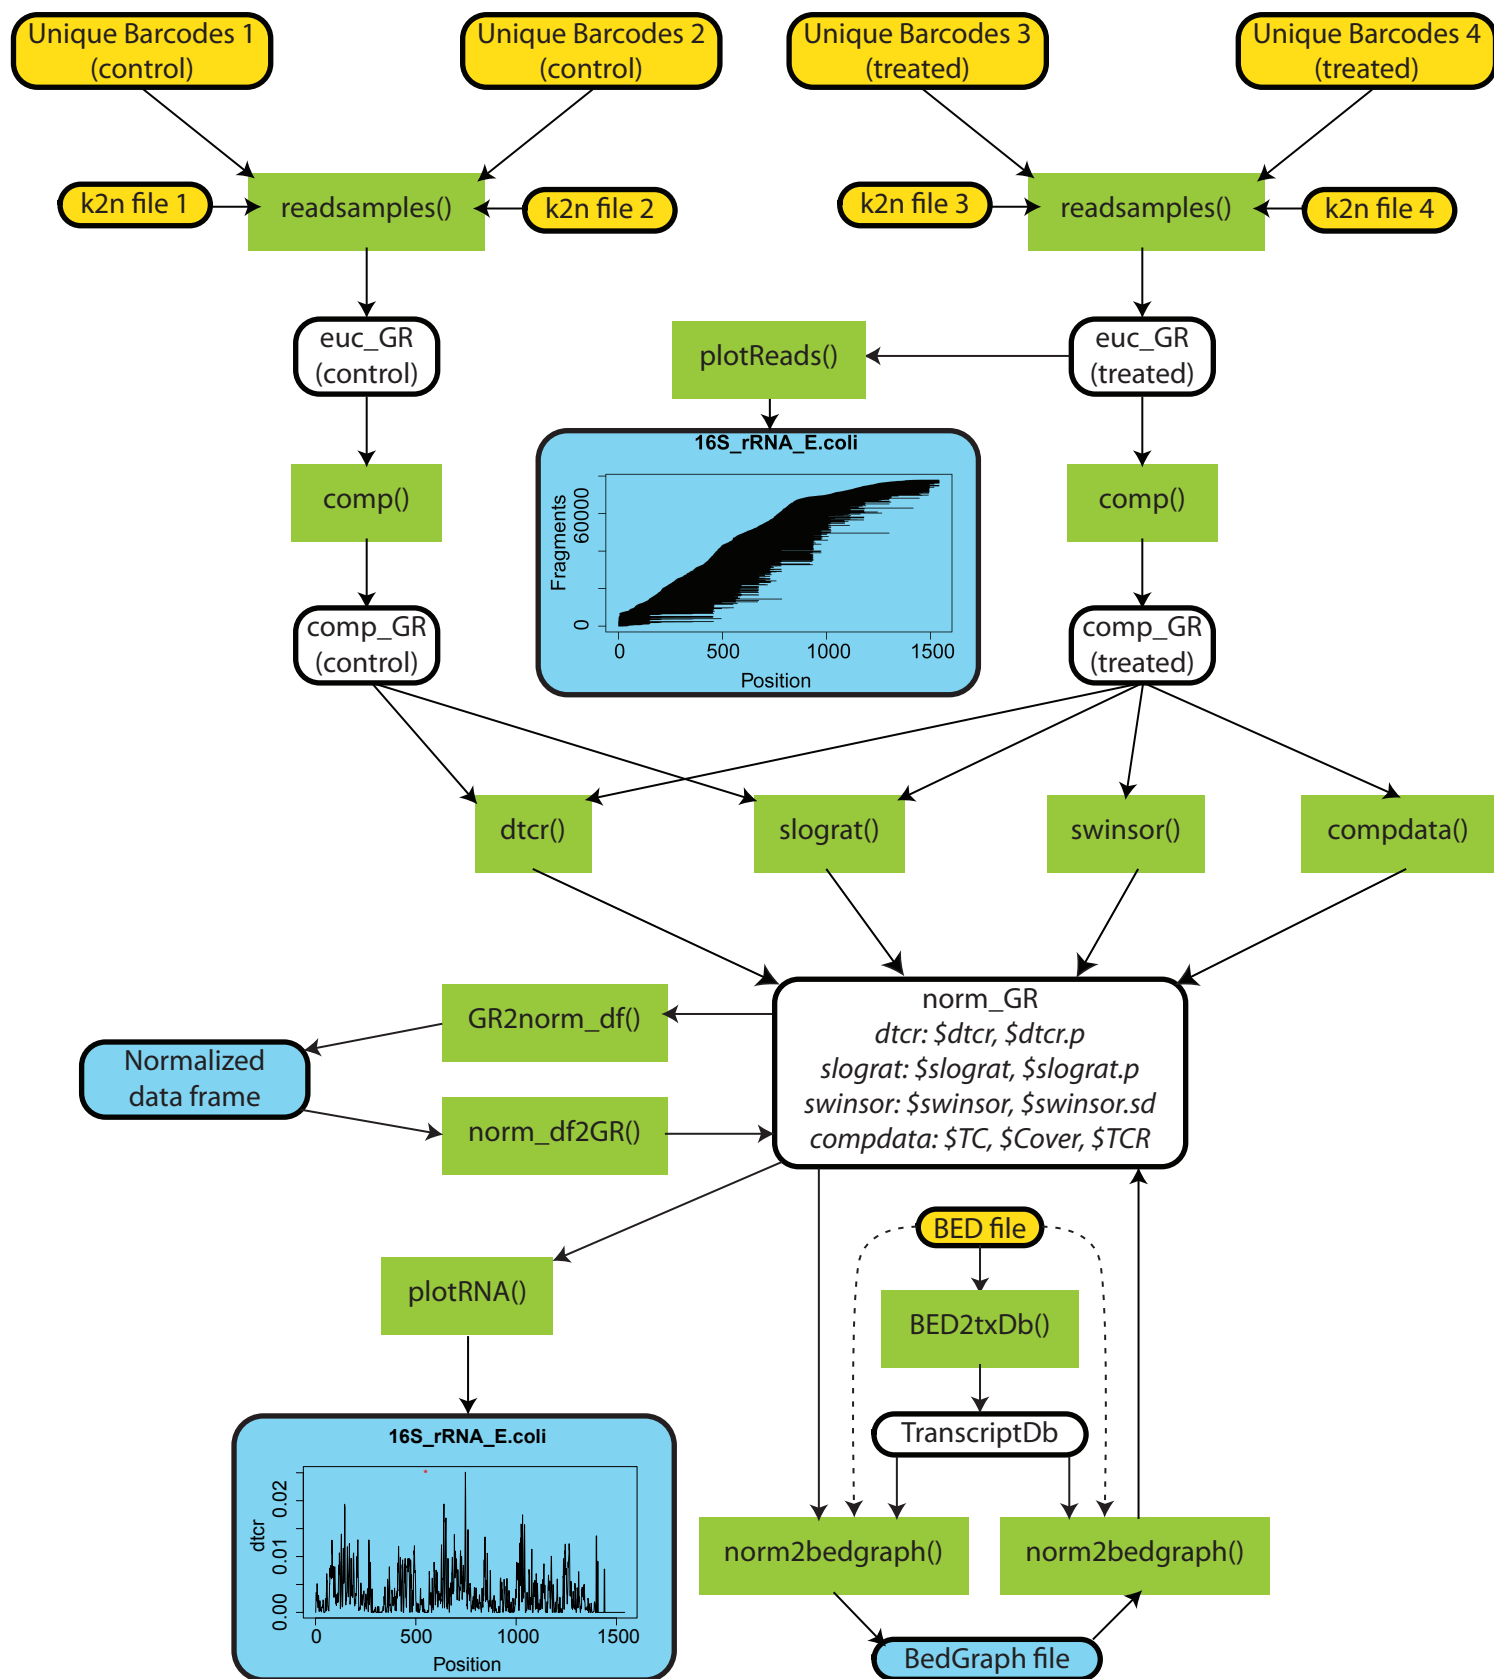 Unique Barcodes 1
(control)
Unique Barcodes 2
(control)
Unique Barcodes 3
(treated)
Unique Barcodes 4
(treated)
k2n file 1
readsamples()
k2n file 2
k2n file 3
readsamples()
k2n file 4
euc_GR
(control)
plotReads()
euc_GR
(treated)
comp()
16S_rRNA_E.coli
Fragments
60000
0
0 500 1000 1500
Position
comp()
comp_GR
(control)
comp_GR
(treated)
dtcr()
slograt()
swinsor()
compdata()
GR2norm_df()
Normalized
data frame
norm_df2GR()
norm_GR
dtcr: $dtcr, $dtcr.p
slograt: $slograt, $slograt.p
swinsor: $swinsor, $swinsor.sd
compdata: $TC, $Cover, $TCR
BED file
plotRNA()
BED2txDb()
TranscriptDb
16S_rRNA_E.coli
dtcr
0.02
0.01
0.00
0 500 1000 1500
Position
norm2bedgraph()
norm2bedgraph()
BedGraph file